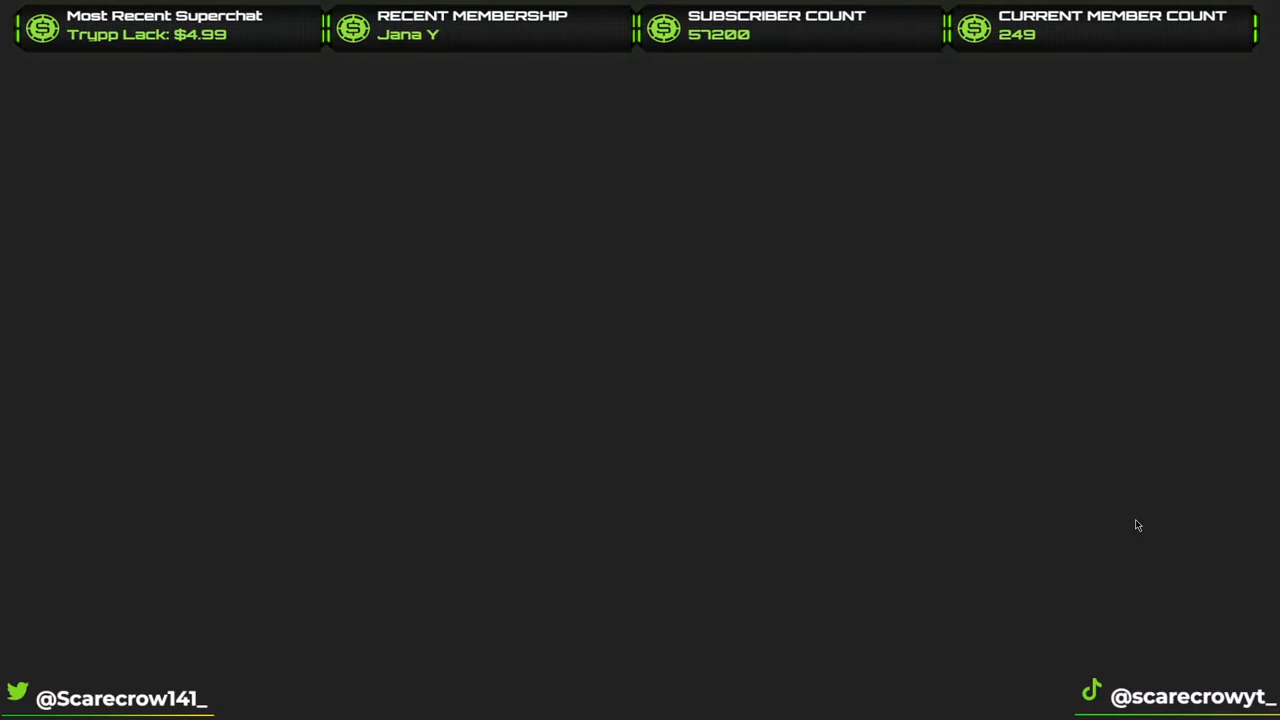 Most Recent Superchat
Trypp Lack: $4.99
RECENT MEMBERSHIP
Jana Y
SUBSCRIBER COUNT
57200
CURRENT MEMBER COUNT
249
@Scarecrow141_
@scarecrowyt_